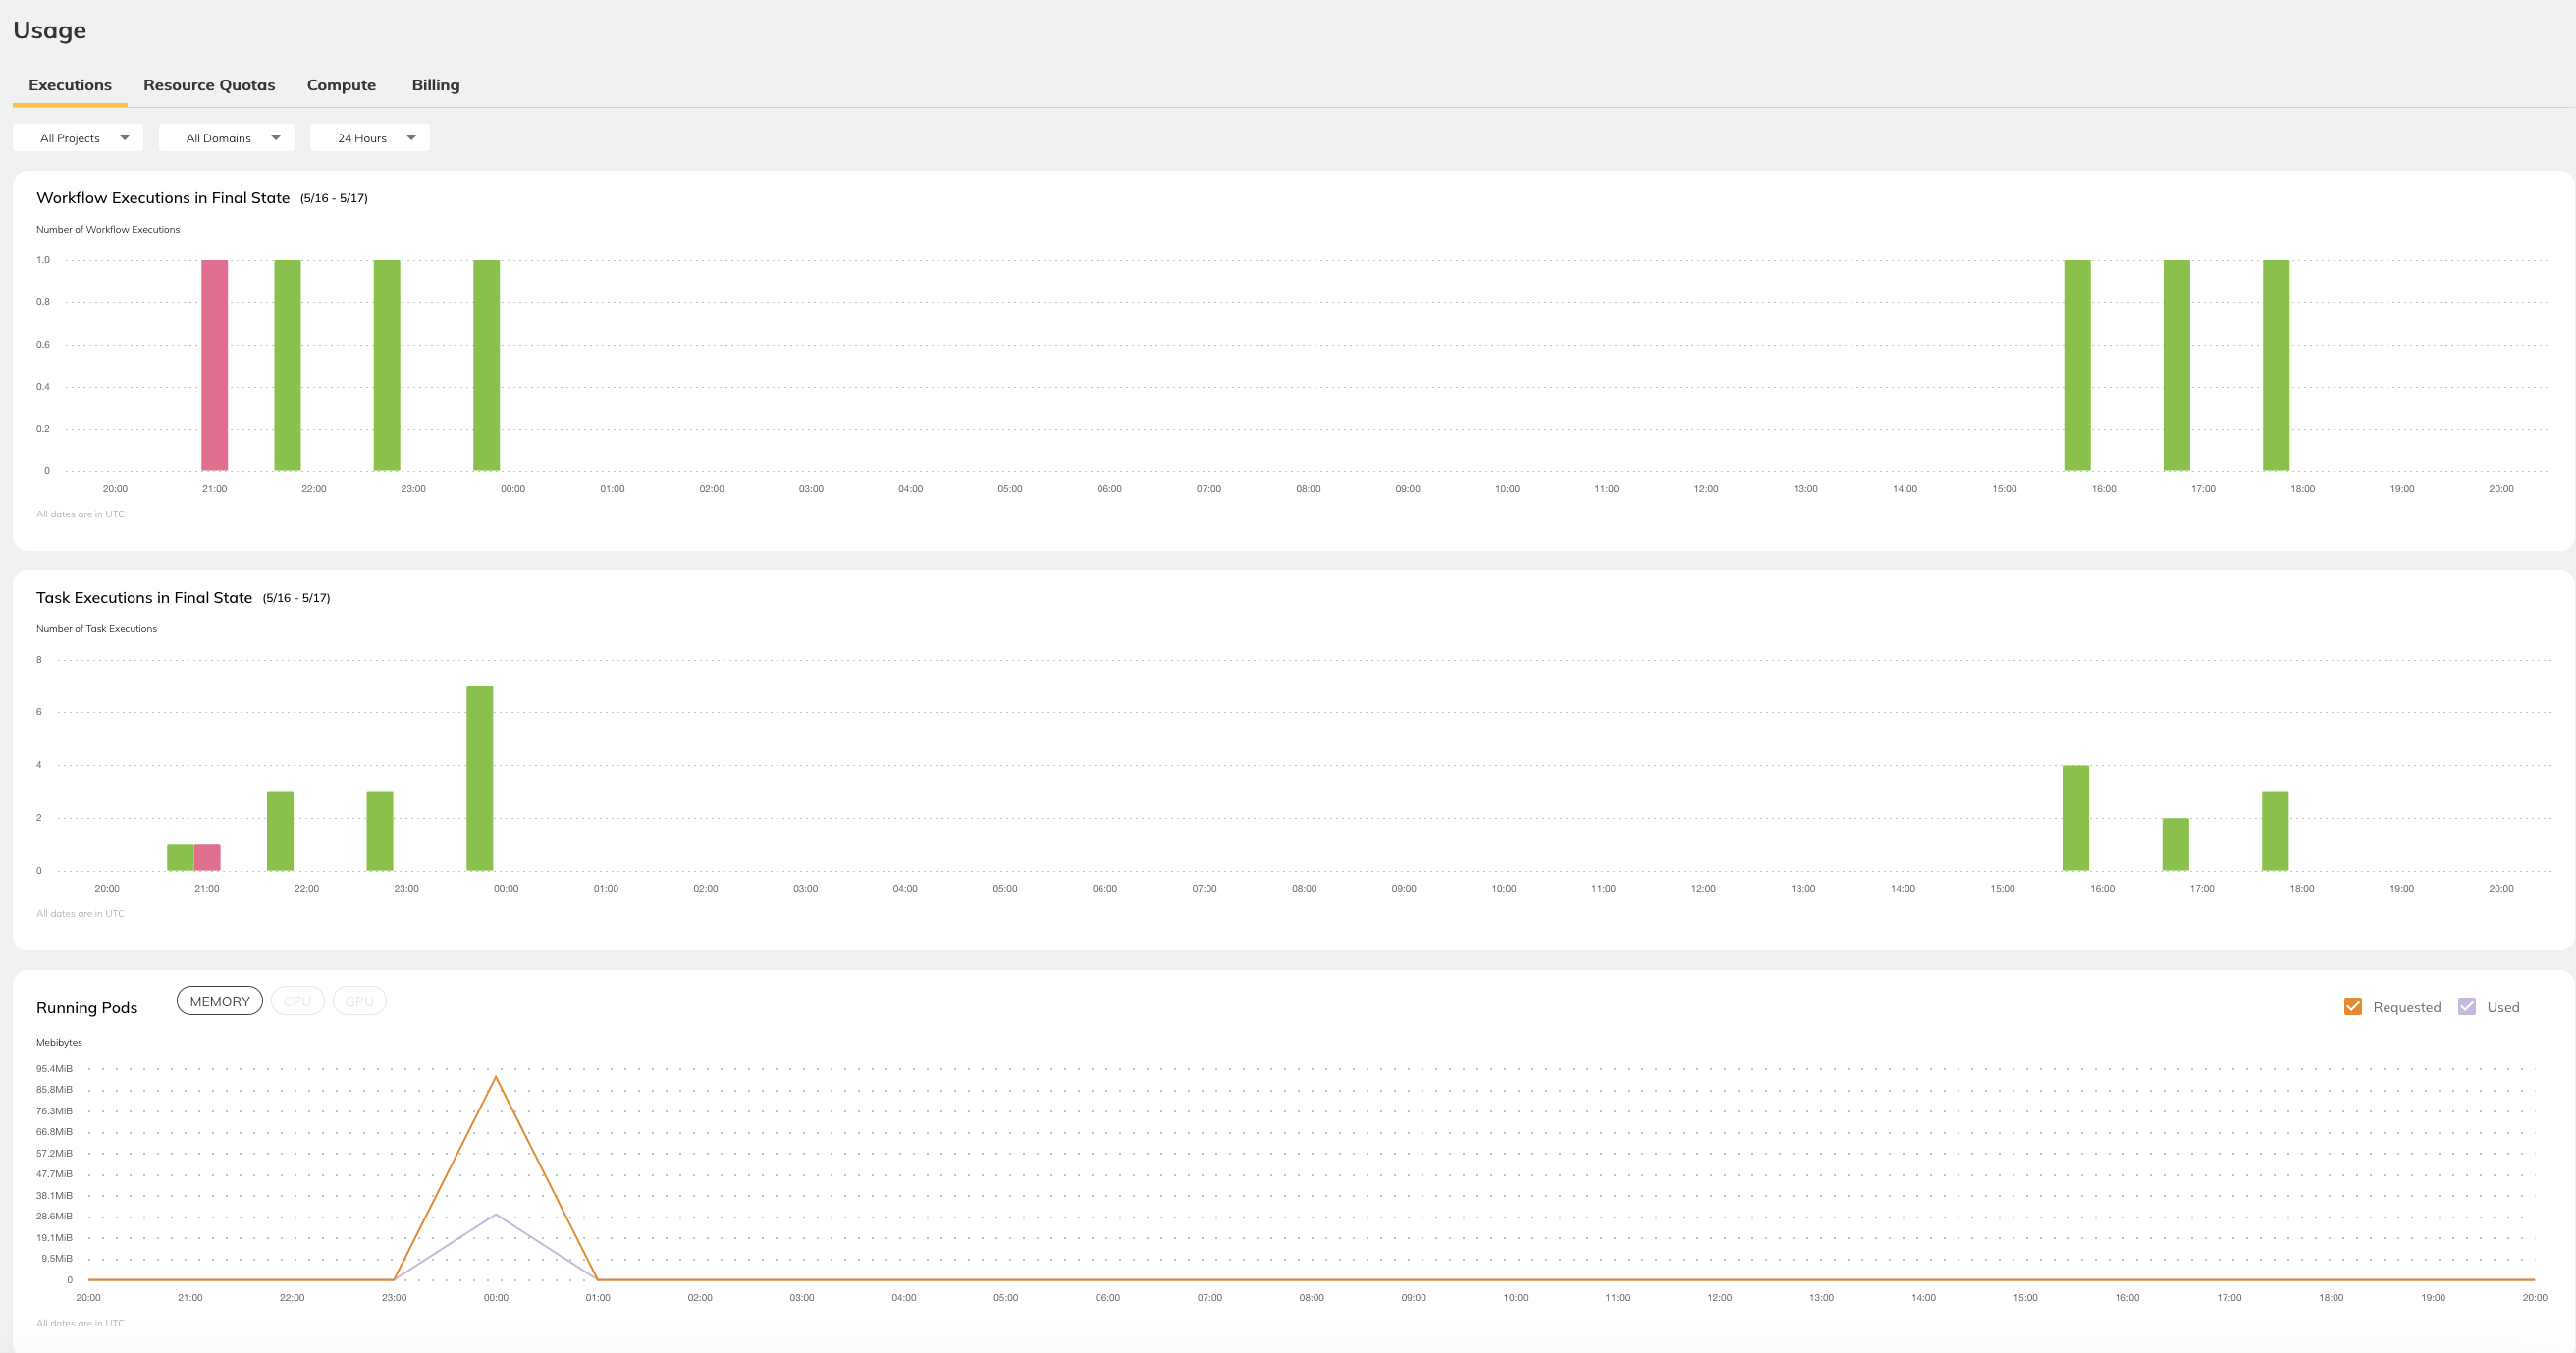 Usage
Executions Resource Quotas Compute Billing
All Projects All Domains 24 Hours
Workflow Executions in Final State (5/16 - 5/17)
Number of Workflow Executions
1.0
0.8
0.6
0.4
0.2
0
20:00 21:00 22:00 23:00 00:00 01:00 02:00 03:00 04:00 05:00 06:00 07:00 08:00 09:00 10:00 11:00 12:00 13:00 14:00 15:00 16:00 17:00 18:00 19:00 20:00
All dates are in UTC
Task Executions in Final State (5/16 - 5/17)
Number of Task Executions
8
6
4
2
0
20:00 21:00 22:00 23:00 00:00 01:00 02:00 03:00 04:00 05:00 06:00 07:00 08:00 09:00 10:00 11:00 12:00 13:00 14:00 15:00 16:00 17:00 18:00 19:00 20:00
All dates are in UTC
Running Pods MEMORY CPU GPU Requested Used
Mebibytes
95.4MiB
85.8MiB
76.3MiB
66.8MiB
57.2MiB
47.7MiB
38.1MiB
28.6MiB
19.1MiB
9.5MiB
0
20:00 21:00 22:00 23:00 00:00 01:00 02:00 03:00 04:00 05:00 06:00 07:00 08:00 09:00 10:00 11:00 12:00 13:00 14:00 15:00 16:00 17:00 18:00 19:00 20:00
All dates are in UTC